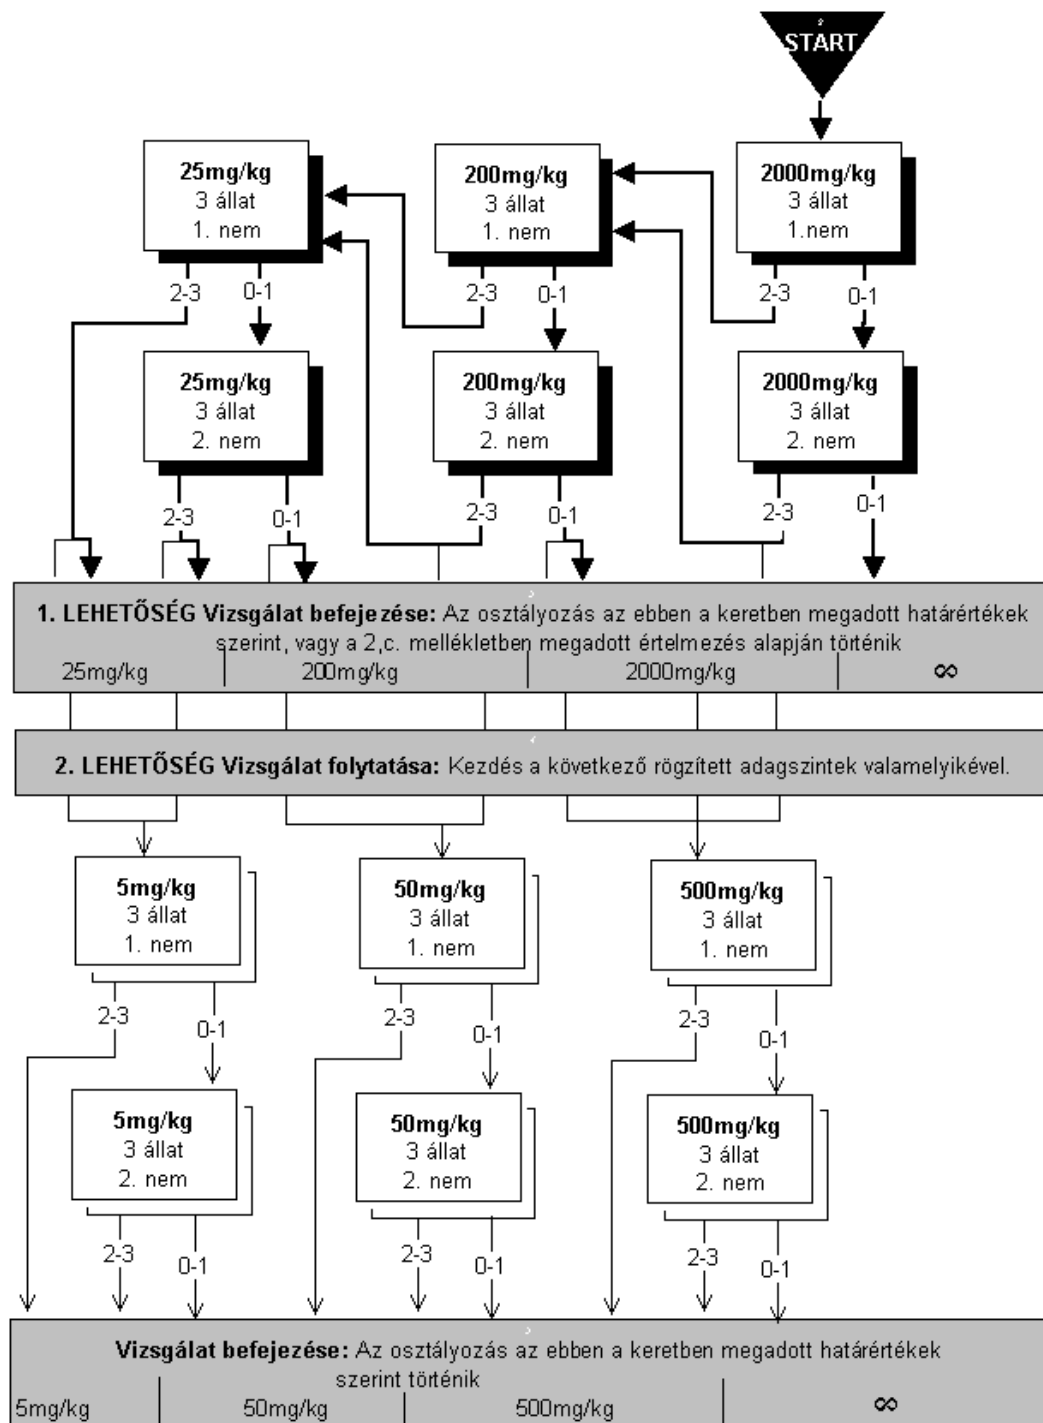 START
25mg/kg
3 állat
1. nem
200mg/kg
3 állat
1. nem
2000mg/kg
3 állat
1.nem
2-3
0-1
2-3
0-1
2-3
0-1
25mg/kg
3 állat
2. nem
200mg/kg
3 állat
2. nem
2000mg/kg
3 állat
2. nem
2-3
0-1
2-3
0-1
2-3
0-1
1. LEHETŐSÉG Vizsgálat befejezése: Az osztályozás az ebben a keretben megadott határértékek
szerint, vagy a 2,c. mellékletben megadott értelmezés alapján történik
25mg/kg
200mg/kg
2000mg/kg
∞
2. LEHETŐSÉG Vizsgálat folytatása: Kezdés a következő rögzített adagszintek valamelyikével.
5mg/kg
3 állat
1. nem
50mg/kg
3 állat
1. nem
500mg/kg
3 állat
1. nem
2-3
0-1
2-3
0-1
2-3
0-1
5mg/kg
3 állat
2. nem
50mg/kg
3 állat
2. nem
500mg/kg
3 állat
2. nem
2-3
0-1
2-3
0-1
2-3
0-1
Vizsgálat befejezése: Az osztályozás az ebben a keretben megadott határértékek
szerint történik
5mg/kg
50mg/kg
500mg/kg
∞